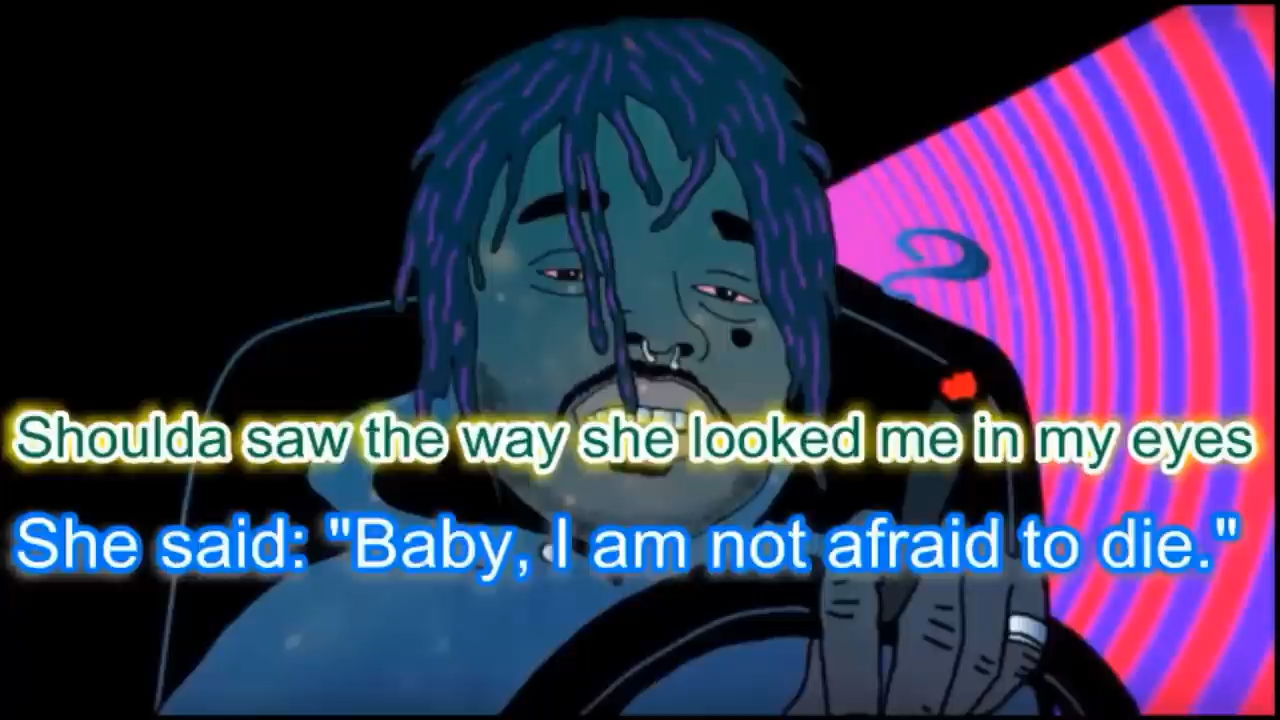 Shoulda saw the way she looked me in my eyes
She said: "Baby, I am not afraid to die."